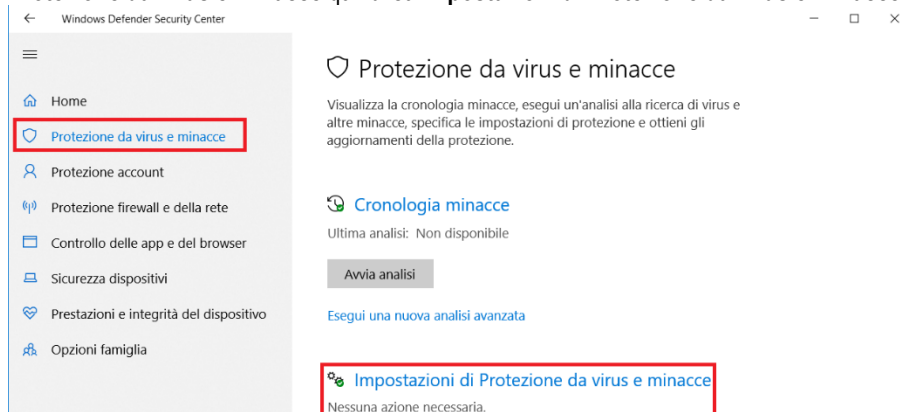 Windows Defender Security Center
Home
Protezione da virus e minacce
Protezione account
Protezione firewall e della rete
Controllo delle app e del browser
Sicurezza dispositivi
Prestazioni e integrità del dispositivo
Opzioni famiglia
Protezione da virus e minacce
Visualizza la cronologia minacce, esegui un'analisi alla ricerca di virus e
altre minacce, specifica le impostazioni di protezione e ottieni gli
aggiornamenti della protezione.
Cronologia minacce
Ultima analisi: Non disponibile
Avvia analisi
Esegui una nuova analisi avanzata
Impostazioni di Protezione da virus e minacce
Nessuna azione necessaria.